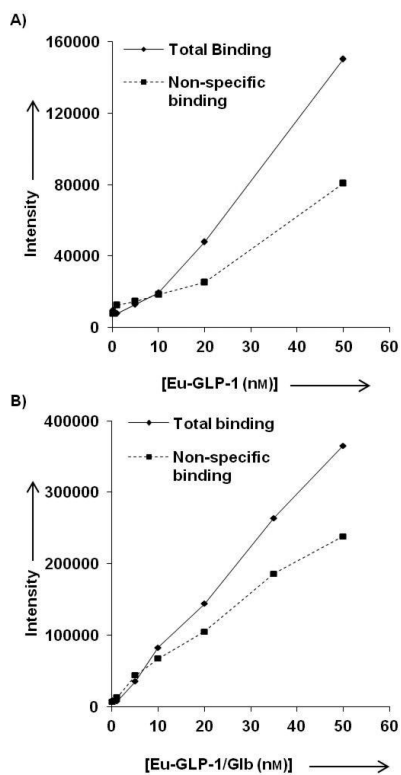 A)
160000
120000
80000
40000
0
Intensity
Total Binding
Non-specific
binding
0 10 20 30 40 50 60
[Eu-GLP-1 (nM)]
B)
400000
300000
200000
100000
0
Intensity
Total binding
Non-specific
binding
0 10 20 30 40 50 60
[Eu-GLP-1/Glb (nM)]